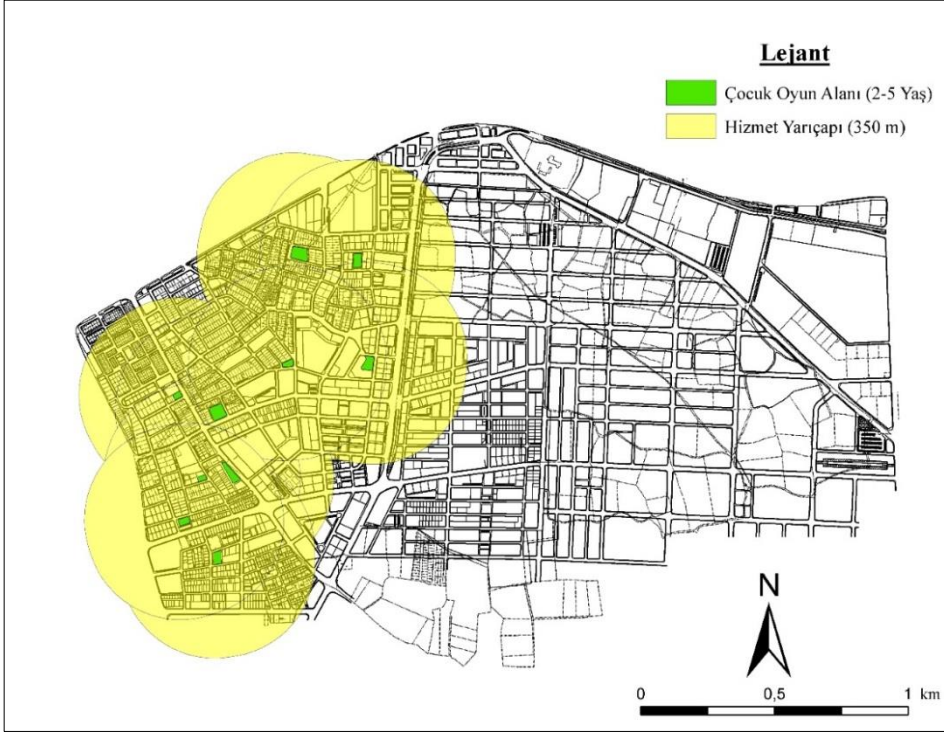 Lejant
Çocuk Oyun Alanı (2-5 Yaş)
Hizmet Yarıçapı (350 m)
N
0 0,5 1 km